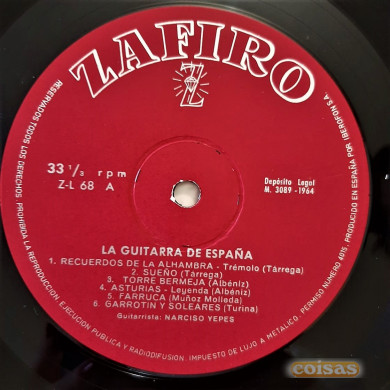 ZAFIRO
Z
33 1/3 rpm
Z-L 68 A
Depósito Legal
M. 3089-1964
LA GUITARRA DE ESPAÑA
1 RECUERDOS DE LA ALHAMBRA - Trémolo (Tárrega)
2 SUEÑO (Tárrega)
3 TORRE BERMEJA (Albéniz)
4 ASTURIAS - Leyenda (Albéniz)
5 FARRUCA (Muñoz Molleda)
6 GARROTIN Y SOLEARES (Turina)
Guitarrista: NARCISO YEPES
RESERVADOS TODOS LOS DERECHOS. PROHIBIDA LA REPRODUCCION, EJECUCION PUBLICA Y RADIODIFUSION. IMPUESTO DE LUJO A METALICO. PERMISO NUMERO 4015. PRODUCIDO EN ESPAÑA POR IBEROFON S.A.
coisas